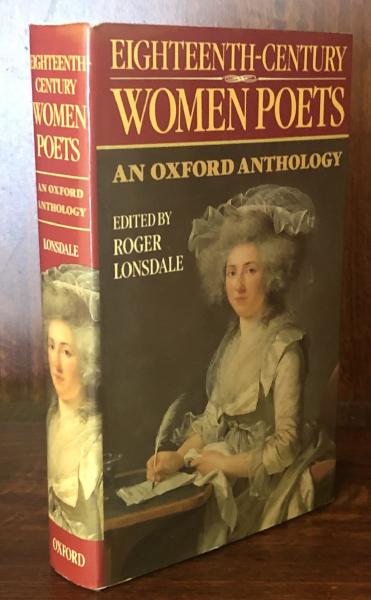 EIGHTEENTH-
CENTURY
WOMEN
POETS
AN OXFORD
ANTHOLOGY
LONSDALE
OXFORD
EIGHTEENTH-CENTURY
WOMEN POETS
AN OXFORD ANTHOLOGY
EDITED BY
ROGER
LONSDALE